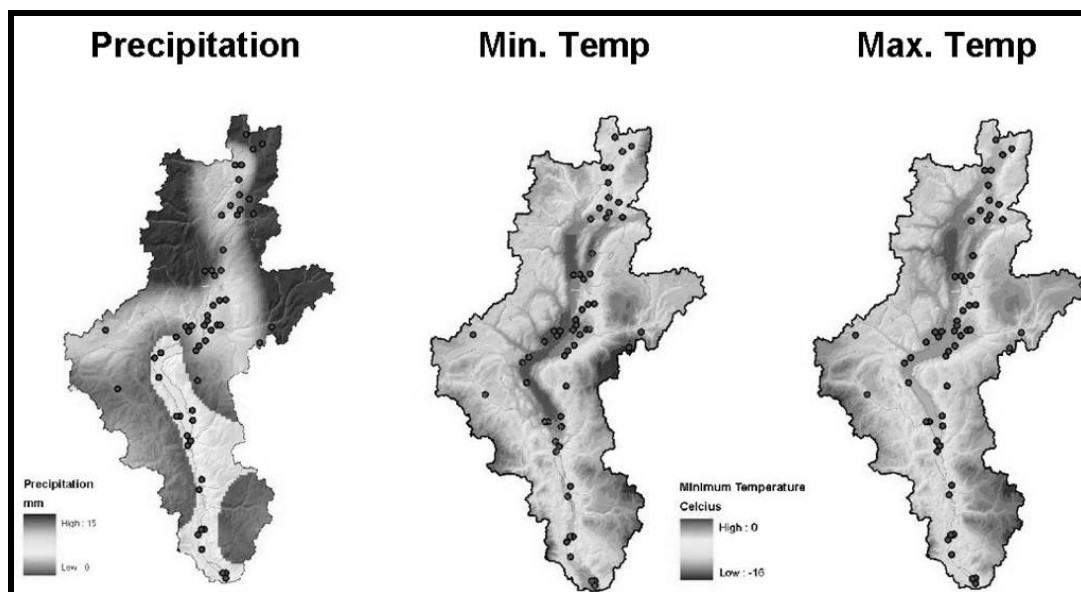 Precipitation
Min. Temp
Max. Temp
Precipitation
mm
High : 15
Low : 0
Minimum Temperature
Celcius
High : 0
Low : -16